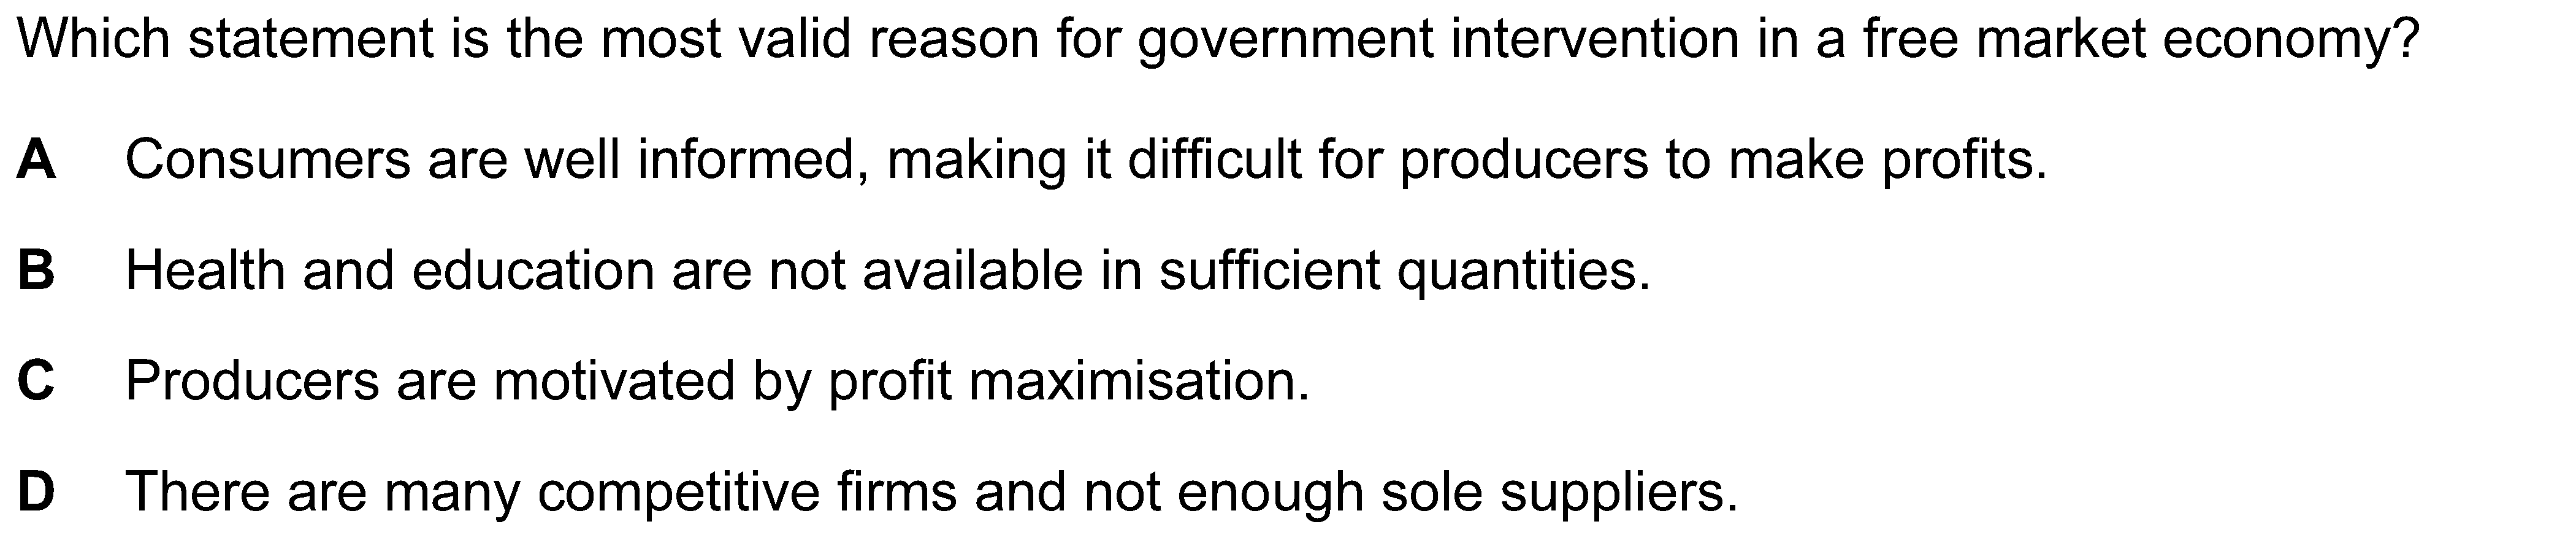 Which statement is the most valid reason for government intervention in a free market economy?
A Consumers are well informed, making it difficult for producers to make profits.
B Health and education are not available in sufficient quantities.
C Producers are motivated by profit maximisation.
D There are many competitive firms and not enough sole suppliers.